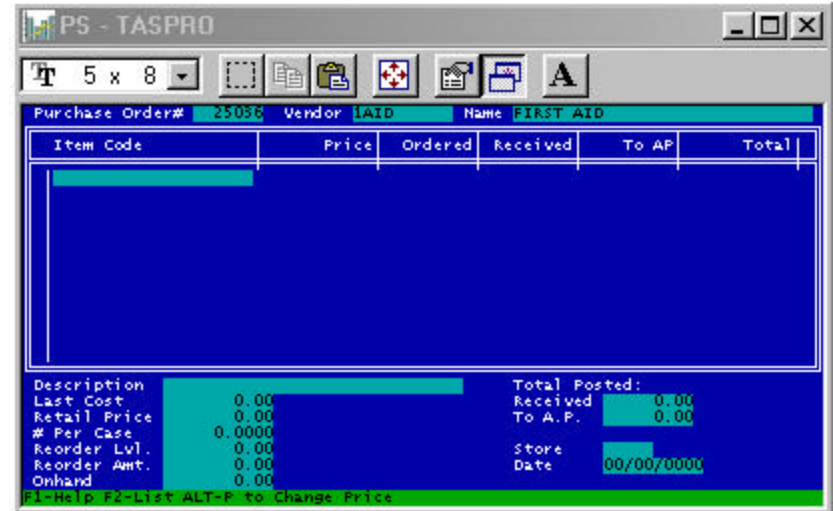 PS - TASPRO
Tr 5 x 8 A
Purchase Order# 25036 Vendor 1AID Name FIRST AID
Item Code Price Ordered Received To AP Total
Description Total Posted:
Last Cost 0.00 Received 0.00
Retail Price 0.00 To A.P. 0.00
# Per Case 0.0000
Reorder Lvl. 0.00 Store
Reorder Amt. 0.00 Date 00/00/0000
Onhand 0.00
F1-Help F2-List ALT-P to Change Price